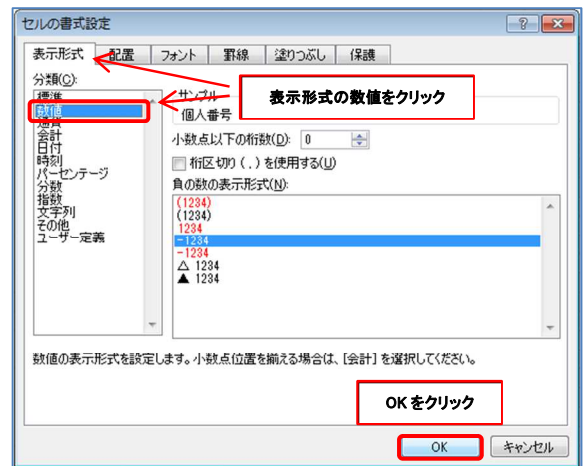 セルの書式設定
表示形式 配置 フォント 罫線 塗りつぶし 保護
分類(C):
標準
数値
通貨
会計
日付
時刻
パーセンテージ
分数
指数
文字列
その他
ユーザー定義
サンプル
個人番号
表示形式の数値をクリック
小数点以下の桁数(D): 0
桁区切り(,)を使用する(U)
負の数の表示形式(N):
(1234)
(1234)
1234
-1234
-1234
△ 1234
▲ 1234
数値の表示形式を設定します。小数点位置を揃える場合は、[会計] を選択してください。
OKをクリック
OK キャンセル